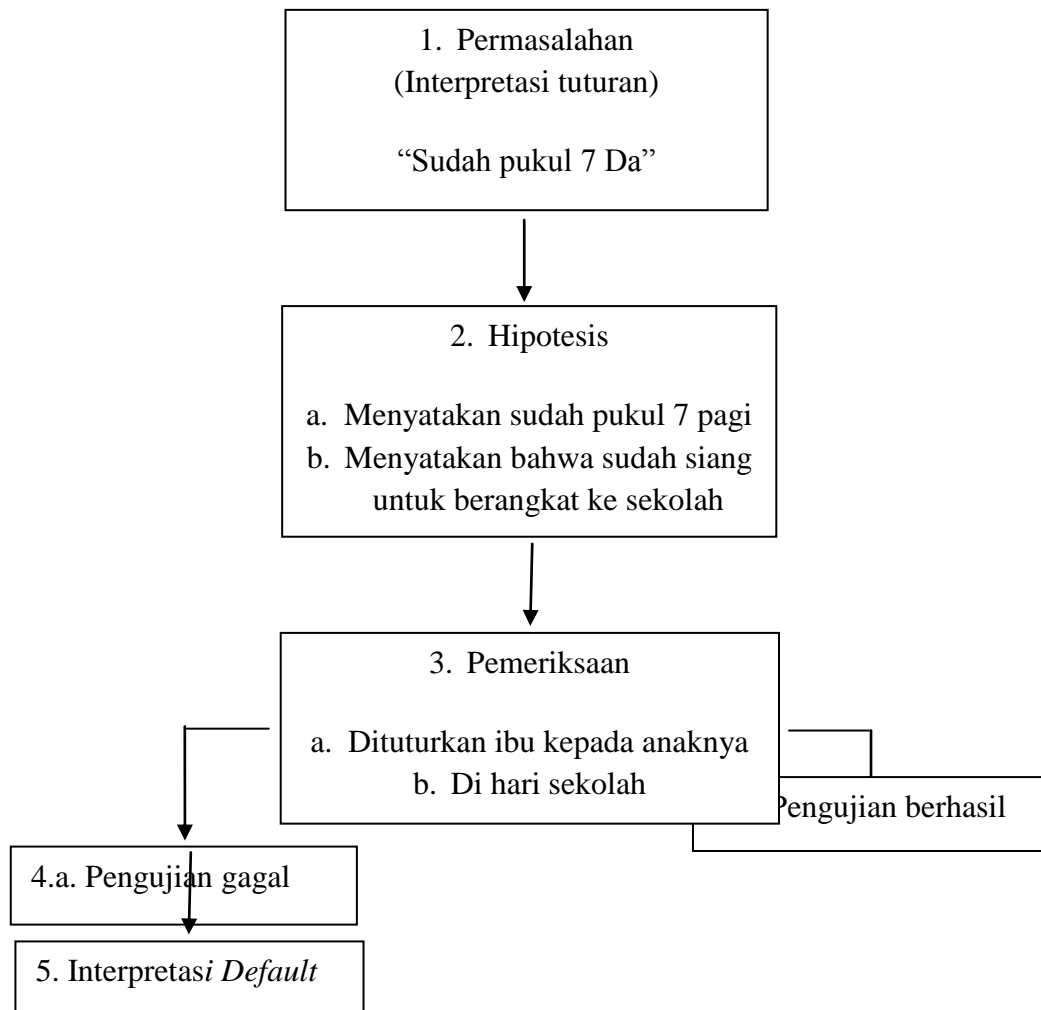 1. Permasalahan
(Interpretasi tuturan)
“Sudah pukul 7 Da”
2. Hipotesis
a. Menyatakan sudah pukul 7 pagi
b. Menyatakan bahwa sudah siang
untuk berangkat ke sekolah
3. Pemeriksaan
a. Dituturkan ibu kepada anaknya
b. Di hari sekolah
Pengujian berhasil
4.a. Pengujian gagal
5. Interpretasi Default